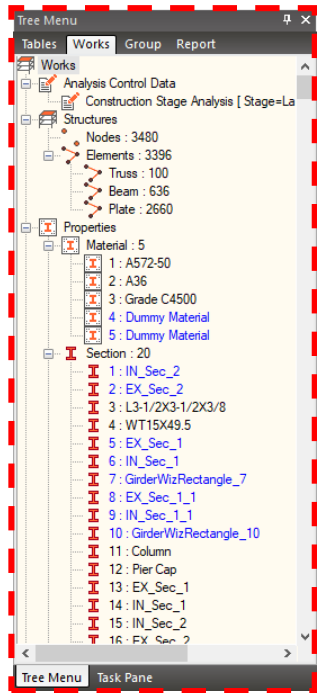 Tree Menu
Tables Works Group Report
Works
Analysis Control Data
Construction Stage Analysis [ Stage=La
Structures
Nodes : 3480
Elements : 3396
Truss : 100
Beam : 636
Plate : 2660
Properties
Material : 5
1 : A572-50
2 : A36
3 : Grade C4500
4 : Dummy Material
5 : Dummy Material
Section : 20
1 : IN_Sec_2
2 : EX_Sec_2
3 : L3-1/2X3-1/2X3/8
4 : WT15X49.5
5 : EX_Sec_1
6 : IN_Sec_1
7 : GirderWizRectangle_7
8 : EX_Sec_1_1
9 : IN_Sec_1_1
10 : GirderWizRectangle_10
11 : Column
12 : Pier Cap
13 : EX_Sec_1
14 : IN_Sec_1
15 : IN_Sec_2
16 : EX_Sec_2
Tree Menu Task Pane